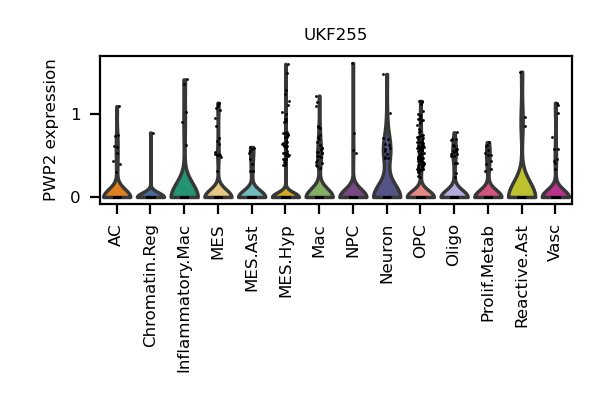 UKF255
PWP2 expression
1
0
AC
Chromatin.Reg
Inflammatory.Mac
MES
MES.Ast
MES.Hyp
Mac
NPC
Neuron
OPC
Oligo
Prolif.Metab
Reactive.Ast
Vasc